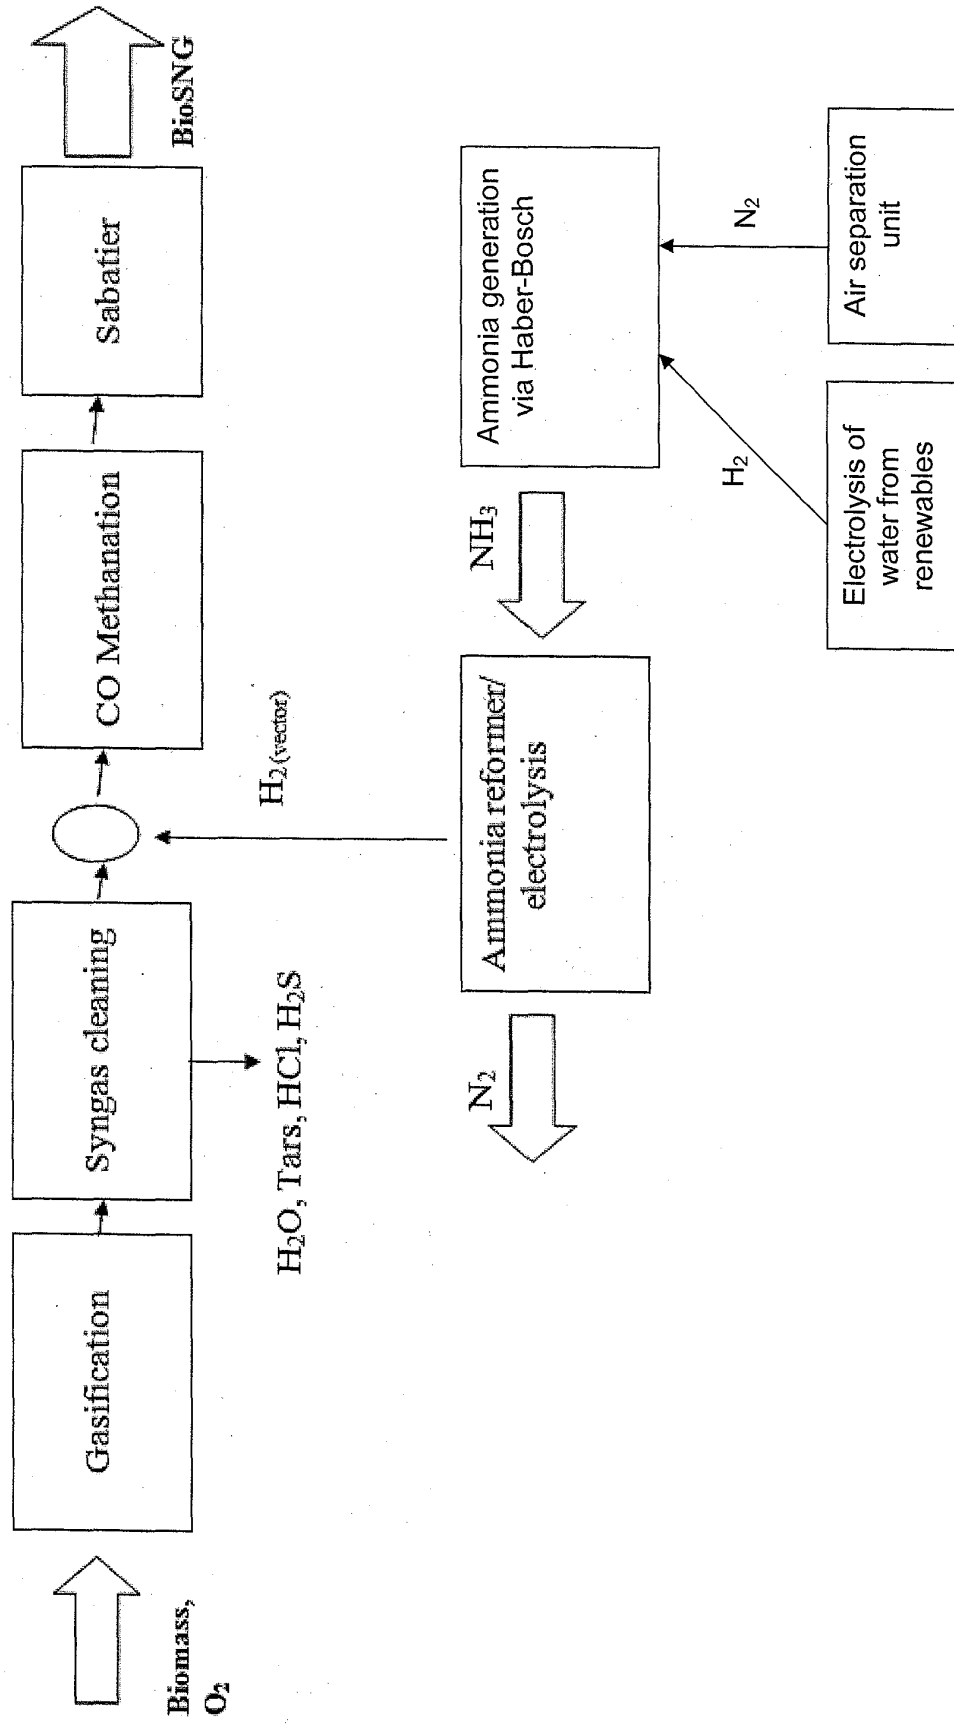 Biomass,
O₂
Gasification
Syngas cleaning
H₂O, Tars, HCl, H₂S
CO Methanation
Sabatier
BioSNG
H₂(vector)
N₂
Ammonia reformer/
electrolysis
NH₃
Ammonia generation
via Haber-Bosch
H₂
N₂
Electrolysis of
water from
renewables
Air separation
unit